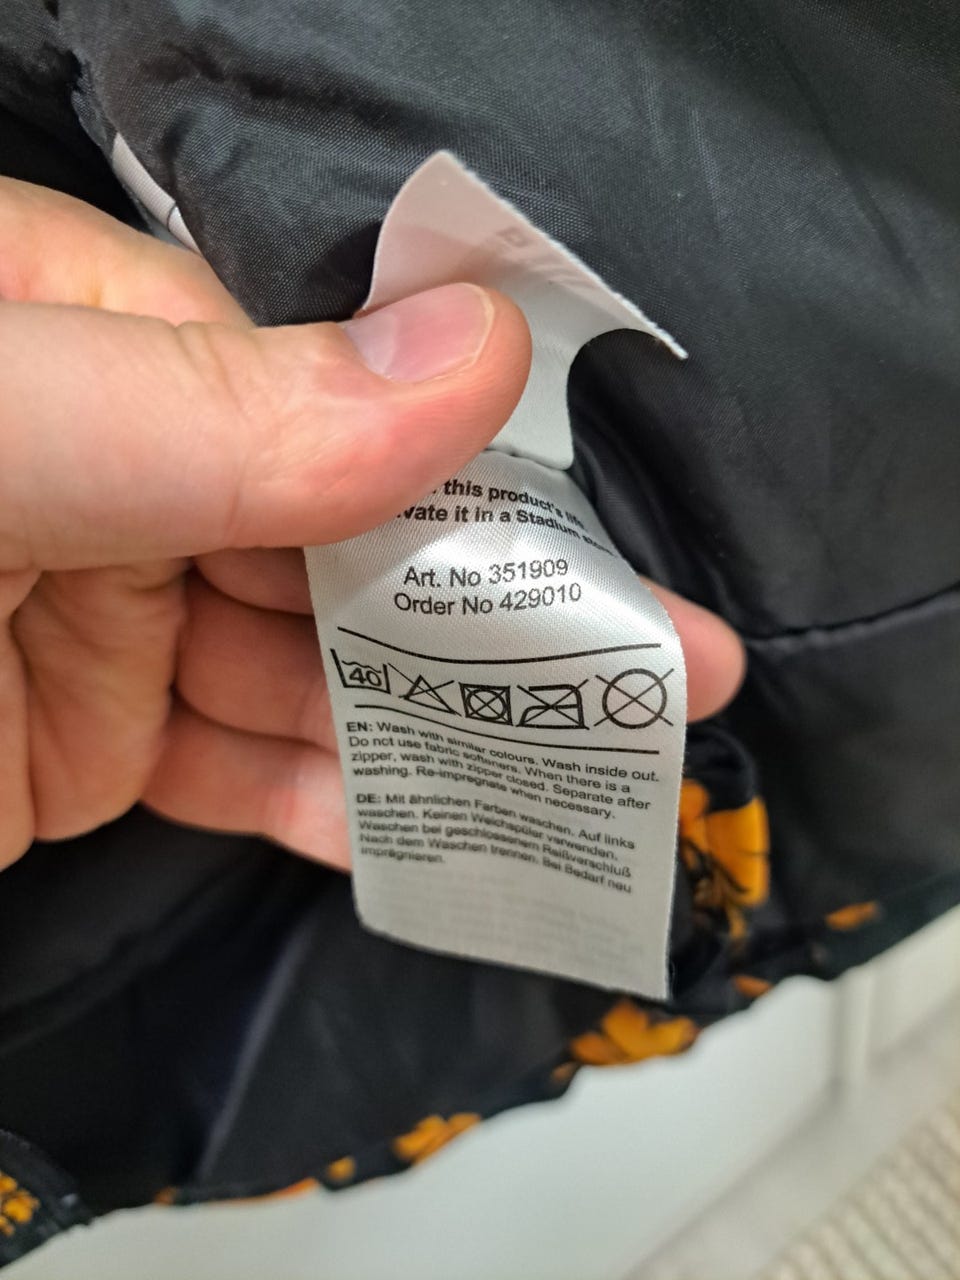 this product's life
vate it in a Stadium store
Art. No 351909
Order No 429010
40
EN: Wash with similar colours. Wash inside out.
Do not use fabric softeners. When there is a
zipper, wash with zipper closed. Separate after
washing. Re-impregnate when necessary.
DE: Mit ähnlichen Farben waschen. Auf links
waschen. Keinen Weichspüler verwenden.
Waschen bei geschlossenem Reißverschluß
Nach dem Waschen trennen. Bei Bedarf neu
imprägnieren.